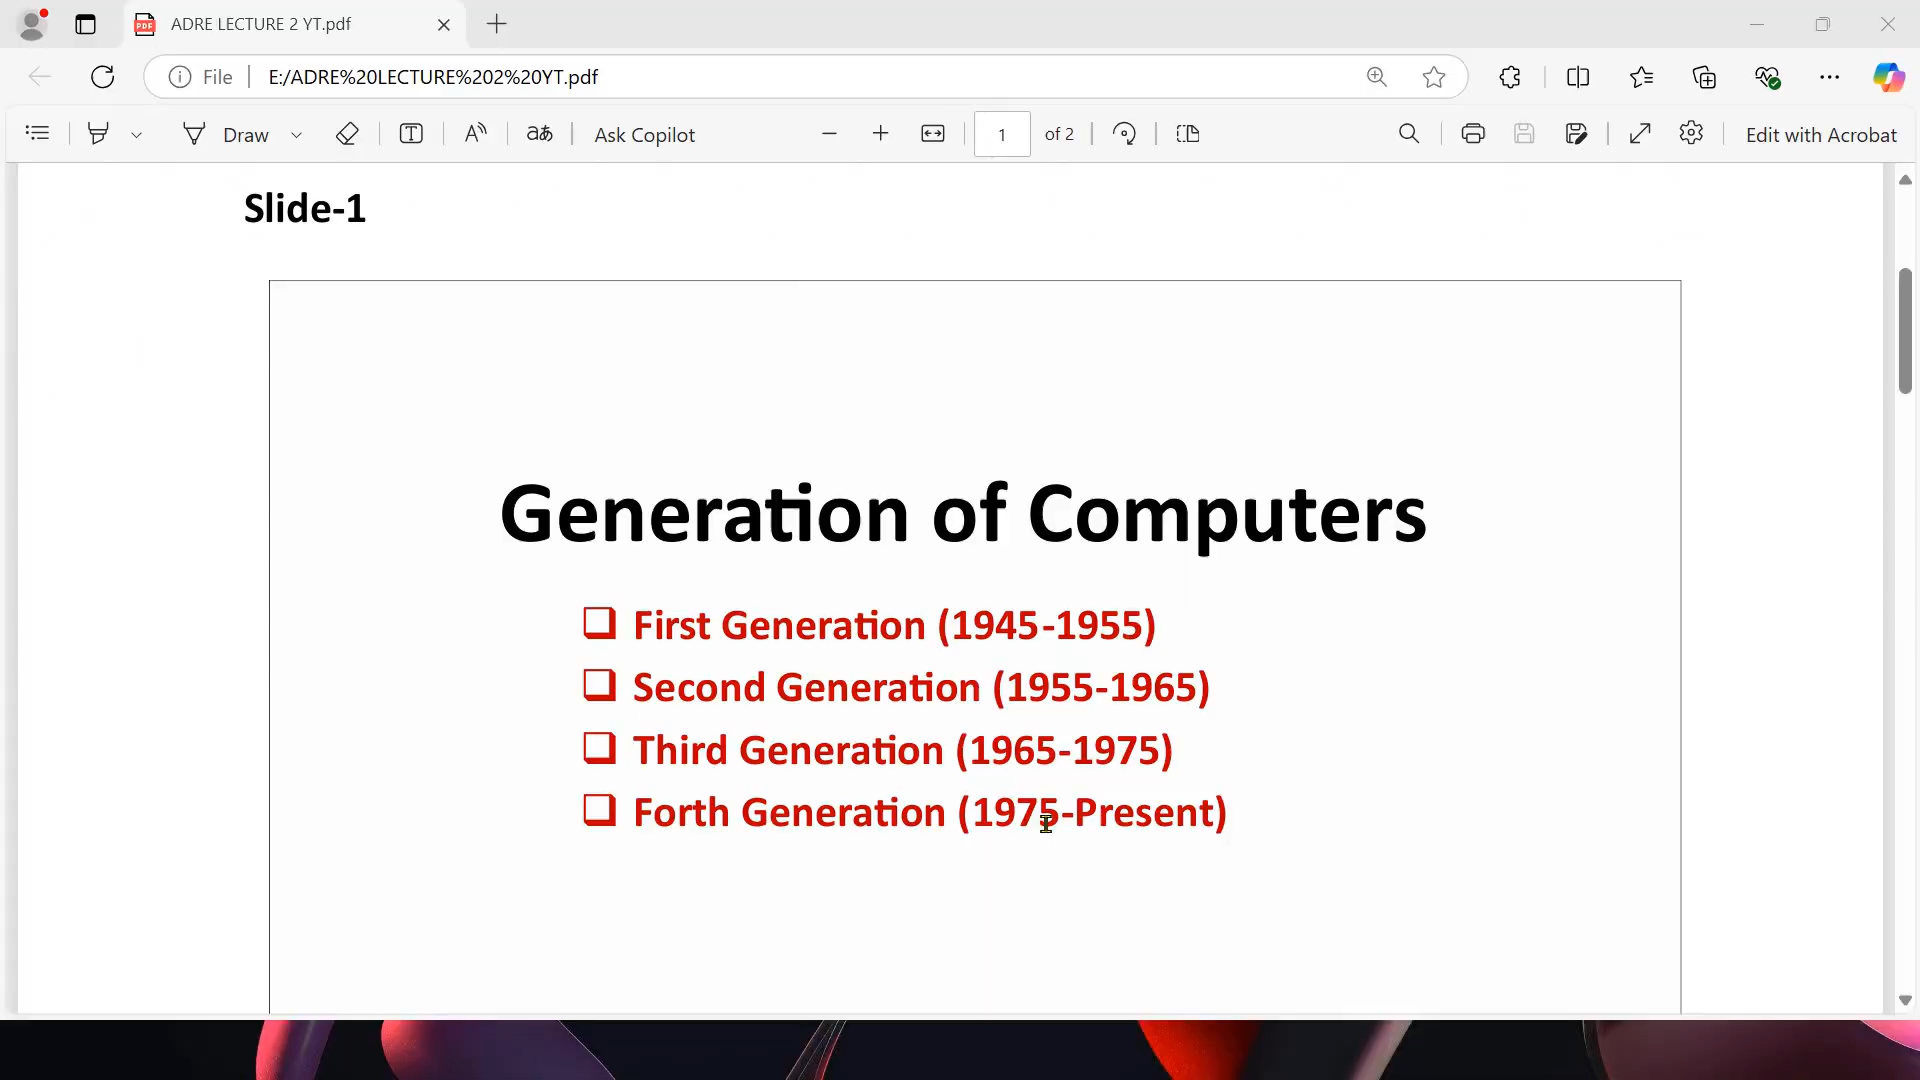 ADRE LECTURE 2 YT.pdf
File E:/ADRE%20LECTURE%202%20YT.pdf
Draw Ask Copilot 1 of 2 Edit with Acrobat
Slide-1
Generation of Computers
First Generation (1945-1955)
Second Generation (1955-1965)
Third Generation (1965-1975)
Forth Generation (1975-Present)